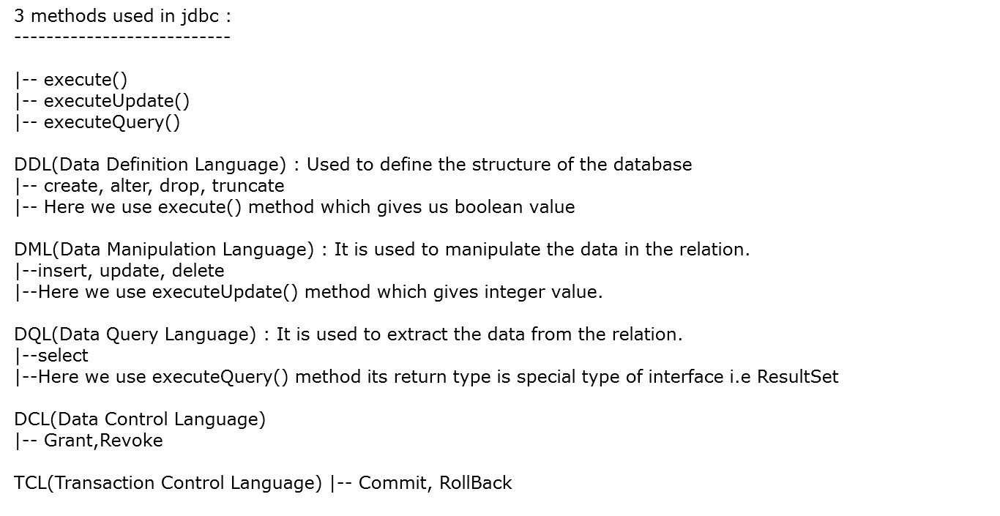 3 methods used in jdbc :
---------------------------
|-- execute()
|-- executeUpdate()
|-- executeQuery()
DDL(Data Definition Language) : Used to define the structure of the database
|-- create, alter, drop, truncate
|-- Here we use execute() method which gives us boolean value
DML(Data Manipulation Language) : It is used to manipulate the data in the relation.
|--insert, update, delete
|--Here we use executeUpdate() method which gives integer value.
DQL(Data Query Language) : It is used to extract the data from the relation.
|--select
|--Here we use executeQuery() method its return type is special type of interface i.e ResultSet
DCL(Data Control Language)
|-- Grant,Revoke
TCL(Transaction Control Language) |-- Commit, RollBack